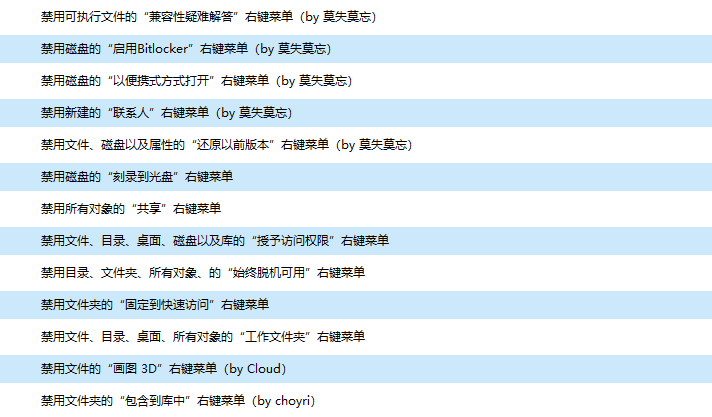 禁用可执行文件的“兼容性疑难解答”右键菜单（by 莫失莫忘）
禁用磁盘的“启用Bitlocker”右键菜单（by 莫失莫忘）
禁用磁盘的“以便携式方式打开”右键菜单（by 莫失莫忘）
禁用新建的“联系人”右键菜单（by 莫失莫忘）
禁用文件、磁盘以及属性的“还原以前版本”右键菜单（by 莫失莫忘）
禁用磁盘的“刻录到光盘”右键菜单
禁用所有对象的“共享”右键菜单
禁用文件、目录、桌面、磁盘以及库的“授予访问权限”右键菜单
禁用目录、文件夹、所有对象、的“始终脱机可用”右键菜单
禁用文件夹的“固定到快速访问”右键菜单
禁用文件、目录、桌面、所有对象的“工作文件夹”右键菜单
禁用文件的“画图 3D”右键菜单（by Cloud）
禁用文件夹的“包含到库中”右键菜单（by choyri）